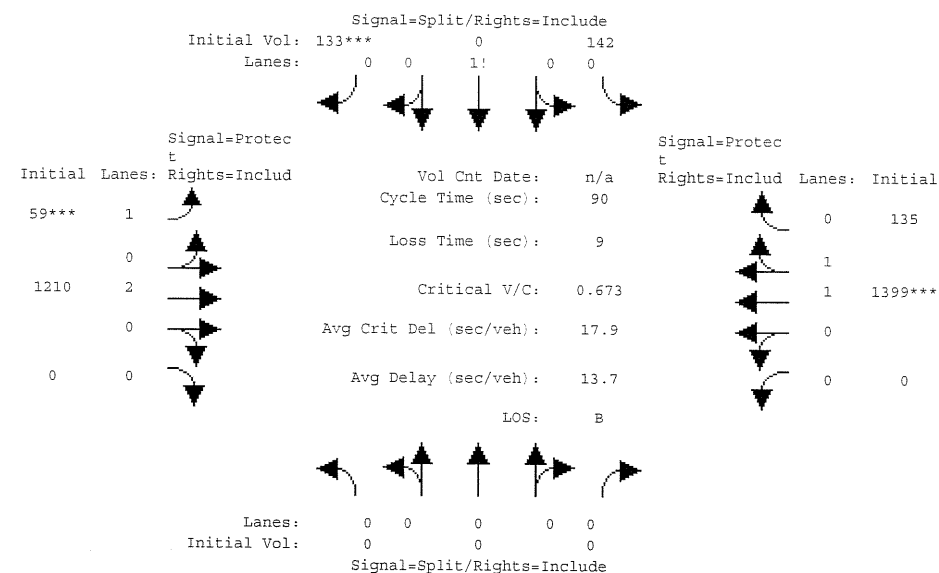 Signal=Split/Rights=Include
Initial Vol: 133*** 0 142
Lanes: 0 0 1! 0 0
Signal=Protec
t
Rights=Includ
Signal=Protec
t
Rights=Includ
Initial Lanes:
Lanes: Initial
Vol Cnt Date: n/a
Cycle Time (sec): 90
59*** 1
0 135
Loss Time (sec): 9
0
1
1210 2
Critical V/C: 0.673
1 1399***
0
Avg Crit Del (sec/veh): 17.9
0
0 0
Avg Delay (sec/veh): 13.7
0 0
LOS: B
Lanes: 0 0 0 0 0
Initial Vol: 0 0 0
Signal=Split/Rights=Include